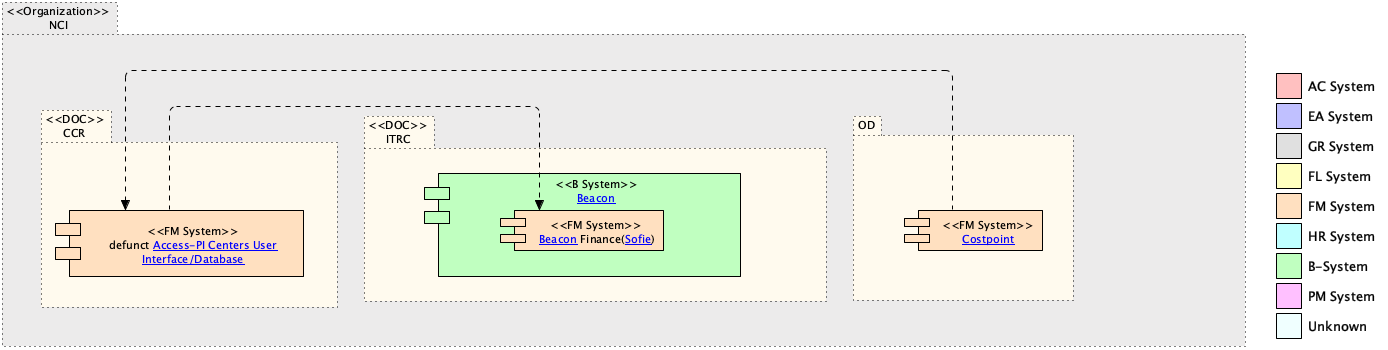 <<Organization>>
NCI
<<DOC>>
CCR
<<FM System>>
defunct Access-PI Centers User
Interface/Database
<<DOC>>
ITRC
<<B System>>
Beacon
<<FM System>>
Beacon Finance(Sofie)
OD
<<FM System>>
Costpoint
AC System
EA System
GR System
FL System
FM System
HR System
B-System
PM System
Unknown